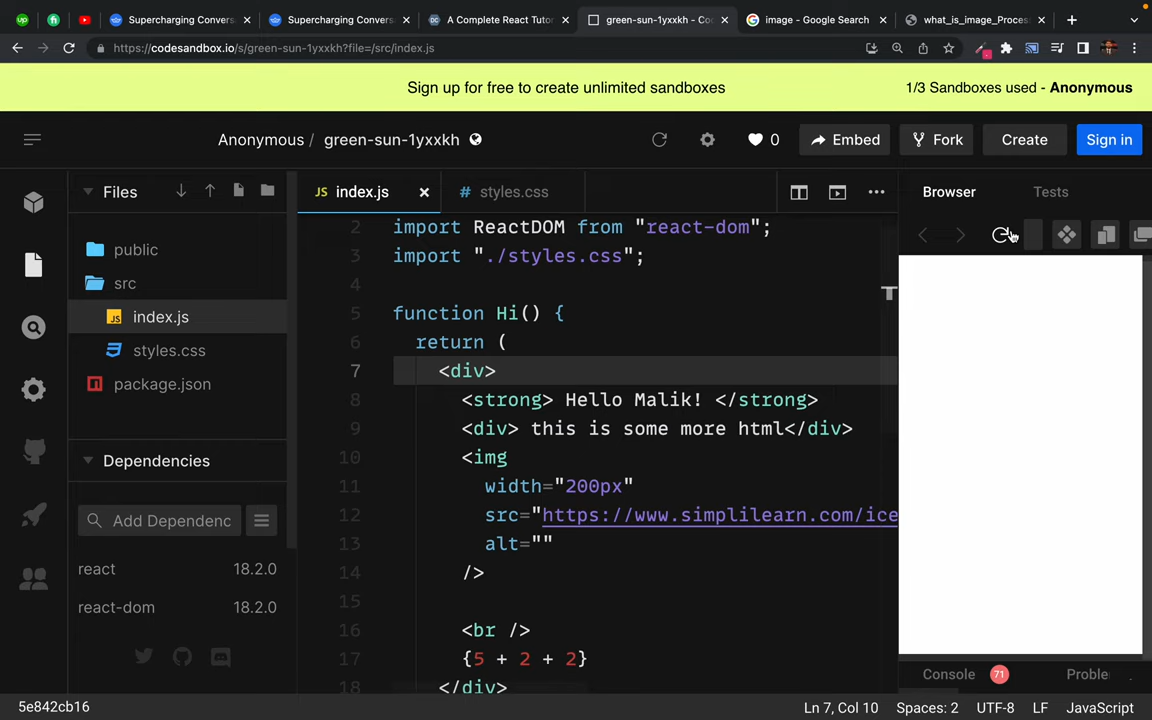 Supercharging Convers
Supercharging Convers
A Complete React Tutor
green-sun-1yxxkh - Co
image - Google Search
what_is_image_Proces
https://codesandbox.io/s/green-sun-1yxxkh?file=/src/index.js
Sign up for free to create unlimited sandboxes
1/3 Sandboxes used - Anonymous
Anonymous / green-sun-1yxxkh
0
Embed
Fork
Create
Sign in
Files
JS index.js
# styles.css
Browser
Tests
public
src
JS index.js
styles.css
package.json
Dependencies
Add Dependenc
react 18.2.0
react-dom 18.2.0
2 import ReactDOM from "react-dom";
3 import "./styles.css";
4
5 function Hi() {
6 return (
7 <div>
8 <strong> Hello Malik! </strong>
9 <div> this is some more html</div>
10 <img
11 width="200px"
12 src="https://www.simplilearn.com/ice
13 alt=""
14 />
15
16 <br />
17 {5 + 2 + 2}
18 </div>
Console 71
Proble
5e842cb16
Ln 7, Col 10
Spaces: 2
UTF-8
LF
JavaScript